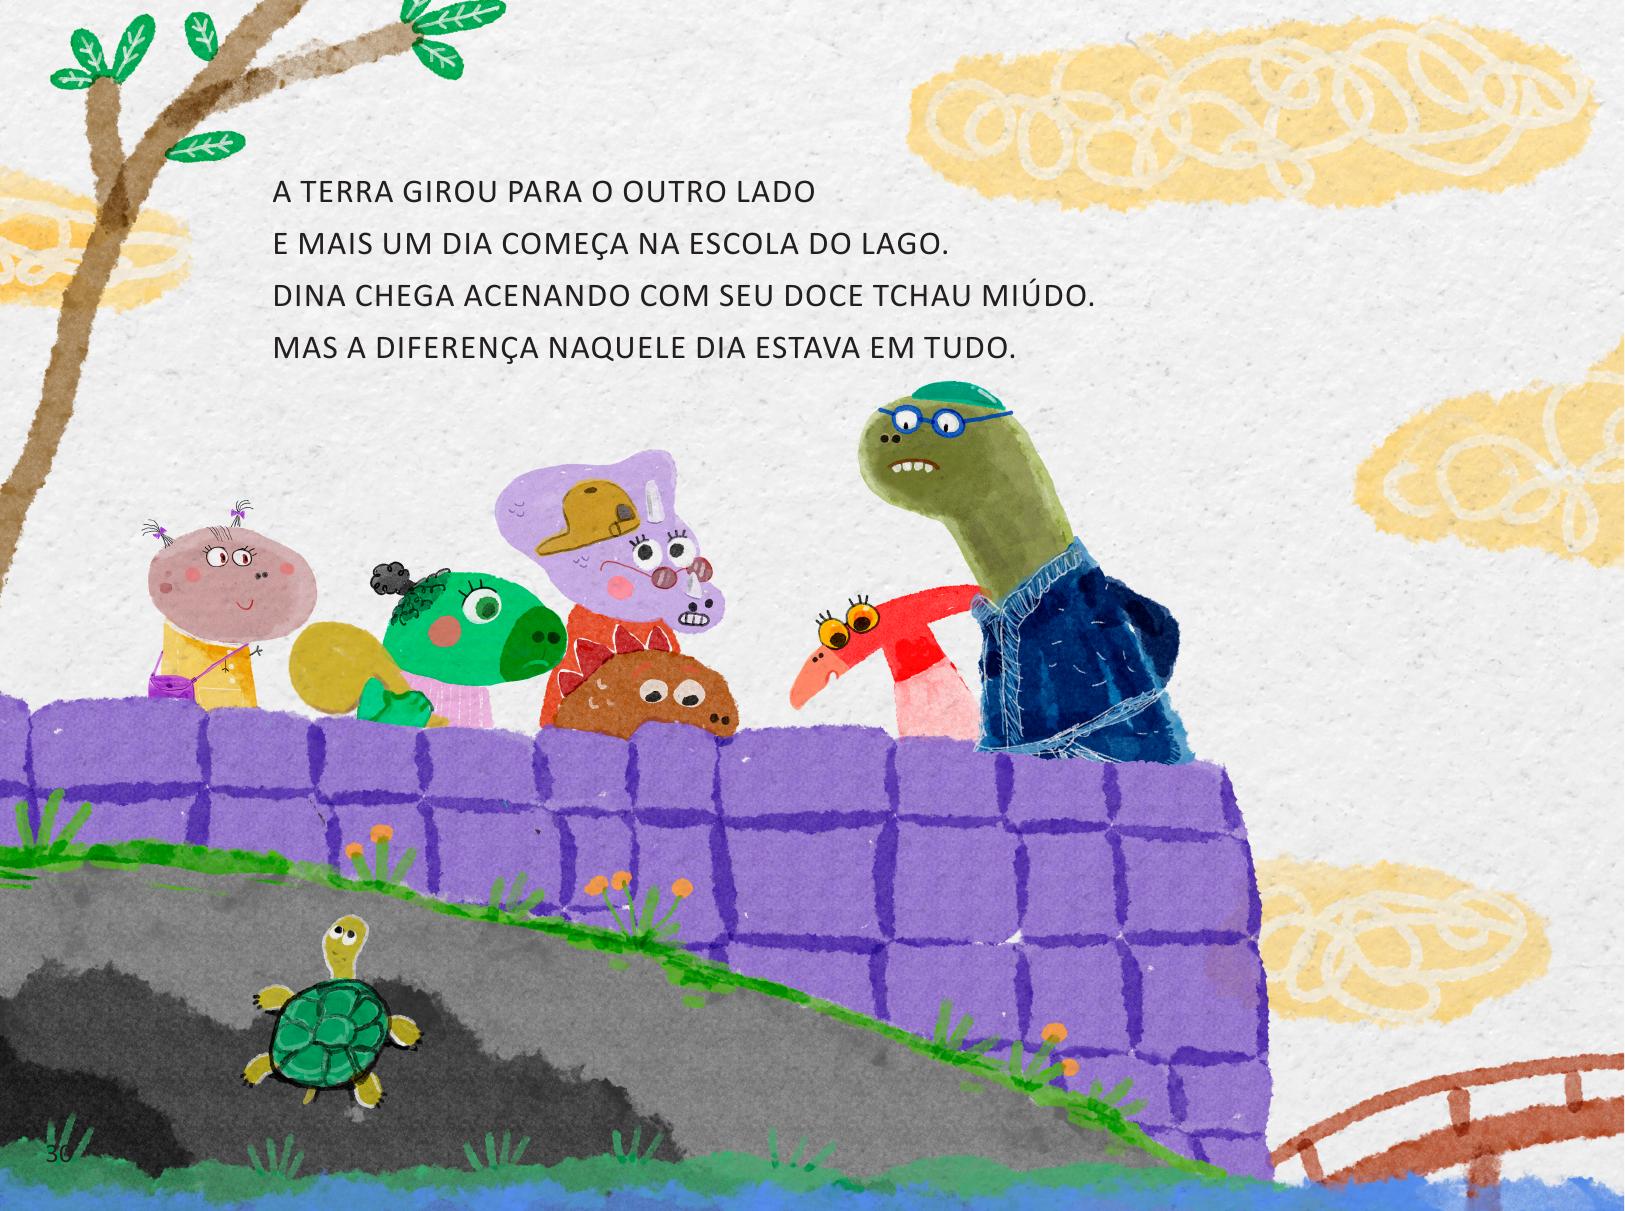 A TERRA GIROU PARA O OUTRO LADO
E MAIS UM DIA COMEÇA NA ESCOLA DO LAGO.
DINA CHEGA ACENANDO COM SEU DOCE TCHAU MIÚDO.
MAS A DIFERENÇA NAQUELE DIA ESTAVA EM TUDO.
30